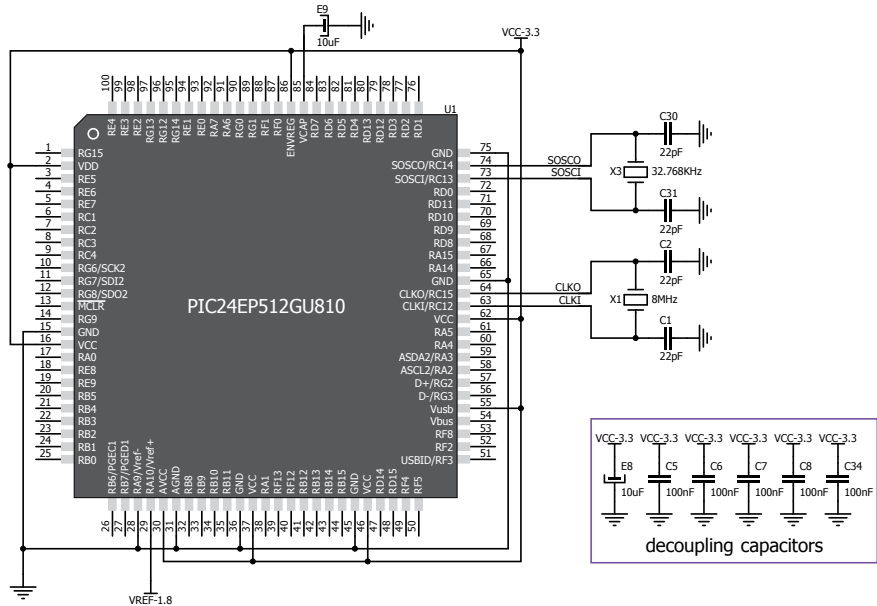 E9
10uF
VCC-3.3
100 99 98 97 96 95 94 93 92 91 90 89 88 87 86 85 84 83 82 81 80 79 78 77 76
U1
RE4 RE3 RE2 RG13 RG12 RG14 RE1 RE0 RA7 RA6 RG0 RG1 RF1 RF0 ENVREG VCAP RD7 RD6 RD5 RD4 RD13 RD12 RD3 RD2 RD1
1 RG15
2 VDD
3 RE5
4 RE6
5 RE7
6 RC1
7 RC2
8 RC3
9 RC4
10 RG6/SCK2
11 RG7/SDI2
12 RG8/SDO2
13 MCLR
14 RG9
15 GND
16 VCC
17 RA0
18 RE8
19 RE9
20 RB5
21 RB4
22 RB3
23 RB2
24 RB1
25 RB0
PIC24EP512GU810
GND 75
SOSCO/RC14 74
SOSCI/RC13 73
RD0 72
RD11 71
RD10 70
RD9 69
RD8 68
RA15 67
RA14 66
GND 65
CLKO/RC15 64
CLKI/RC12 63
VCC 62
RA5 61
RA4 60
ASDA2/RA3 59
ASCL2/RA2 58
D+/RG2 57
D-/RG3 56
Vusb 55
Vbus 54
RF8 53
RF2 52
USBID/RF3 51
RB6/PGEC1 RB7/PGED1 RA9/Vref- RA10/Vref+ AVCC AGND RB8 RB9 RB10 RB11 GND VCC RA1 RF13 RF12 RB12 RB13 RB14 RB15 GND VCC RD14 RD15 RF4 RF5
26 27 28 29 30 31 32 33 34 35 36 37 38 39 40 41 42 43 44 45 46 47 48 49 50
VREF-1.8
SOSCO
SOSCI
C30
22pF
X3 32.768KHz
C31
22pF
CLKO
CLKI
C2
22pF
X1 8MHz
C1
22pF
VCC-3.3 VCC-3.3 VCC-3.3 VCC-3.3 VCC-3.3 VCC-3.3
E8 C5 C6 C7 C8 C34
10uF 100nF 100nF 100nF 100nF 100nF
decoupling capacitors